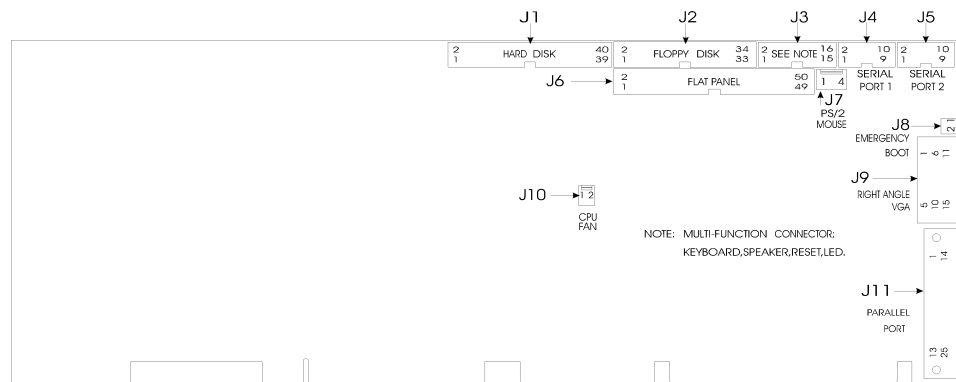 J1 J2 J3 J4 J5
2 HARD DISK 40
1 39
2 FLOPPY DISK 34
1 33
2 SEE NOTE 16
1 15
2 10
1 9
SERIAL
PORT 1
2 10
1 9
SERIAL
PORT 2
J6
2 FLAT PANEL 50
1 49
1 4
J7
PS/2
MOUSE
J8
2 1
EMERGENCY
BOOT
J9
1 6 11
RIGHT ANGLE
VGA
5 10 15
J10
1 2
CPU
FAN
NOTE: MULTI-FUNCTION CONNECTOR;
KEYBOARD,SPEAKER,RESET,LED.
J11
1 14
PARALLEL
PORT
13 25